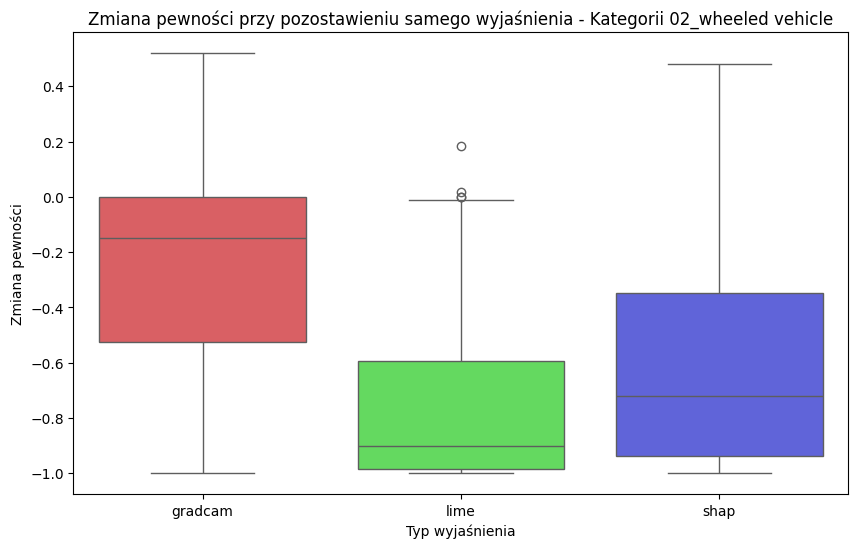 Zmiana pewności przy pozostawieniu samego wyjaśnienia - Kategorii 02_wheeled vehicle
Zmiana pewności
0.4
0.2
0.0
−0.2
−0.4
−0.6
−0.8
−1.0
gradcam
lime
shap
Typ wyjaśnienia